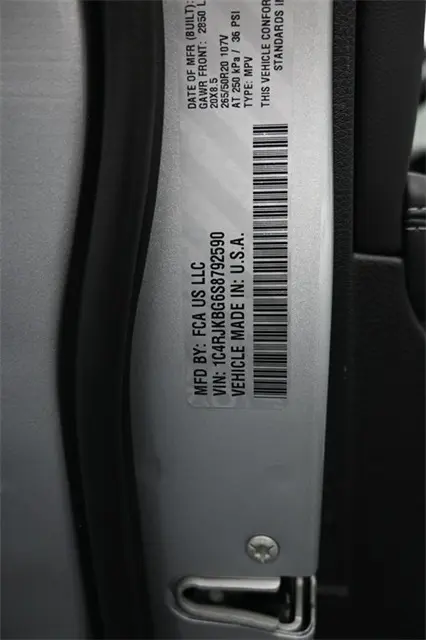 MFD BY: FCA US LLC
VIN: 1C4RJKBG6S8792590
VEHICLE MADE IN: U.S.A.
DATE OF MFR (BUILT):
GAWR FRONT: 2850 L
20X8.5
265/50R20 107V
AT 250 kPa / 36 PSI
TYPE: MPV
THIS VEHICLE CONFOR
STANDARDS I